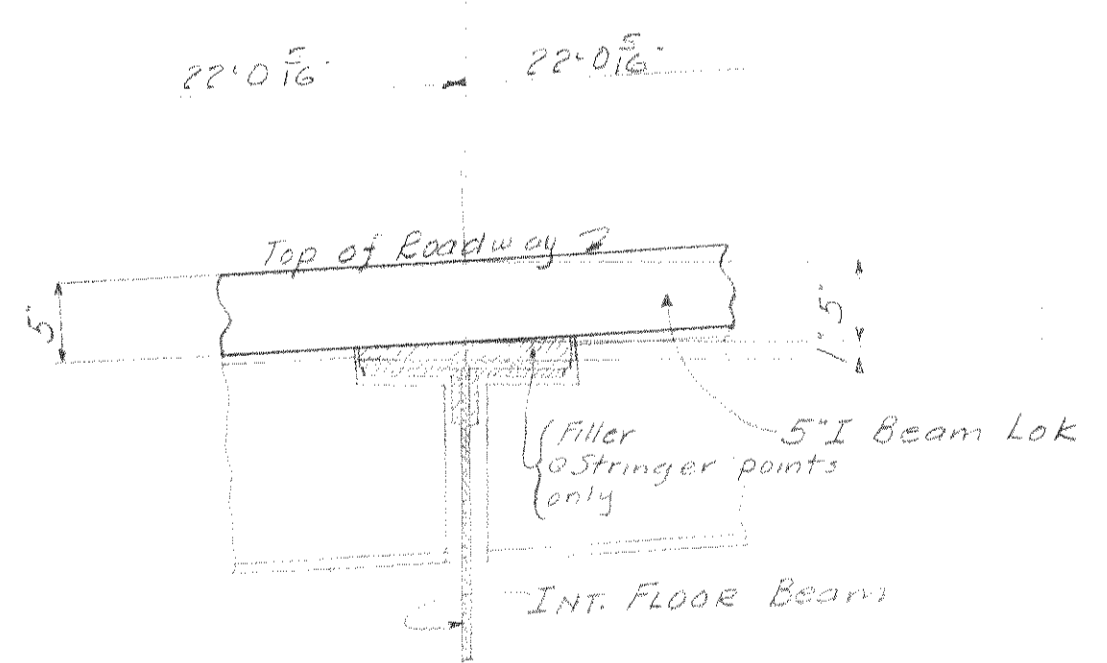 22'-0 5/16"
22'-0 5/16"
Top of Roadway
5"
5"
1"
5" I Beam Lok
Filler
@ Stringer points
only
INT. FLOOR Beam